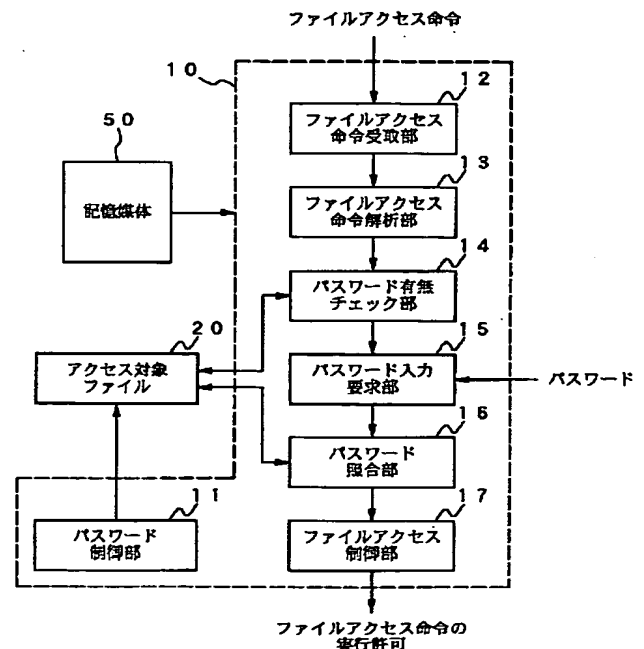 ファイルアクセス命令
10
12
ファイルアクセス
命令受取部
50
記憶媒体
13
ファイルアクセス
命令解析部
14
パスワード有無
チェック部
20
アクセス対象
ファイル
15
パスワード入力
要求部
パスワード
16
パスワード
照合部
11
パスワード
制御部
17
ファイルアクセス
制御部
ファイルアクセス命令の
実行許可